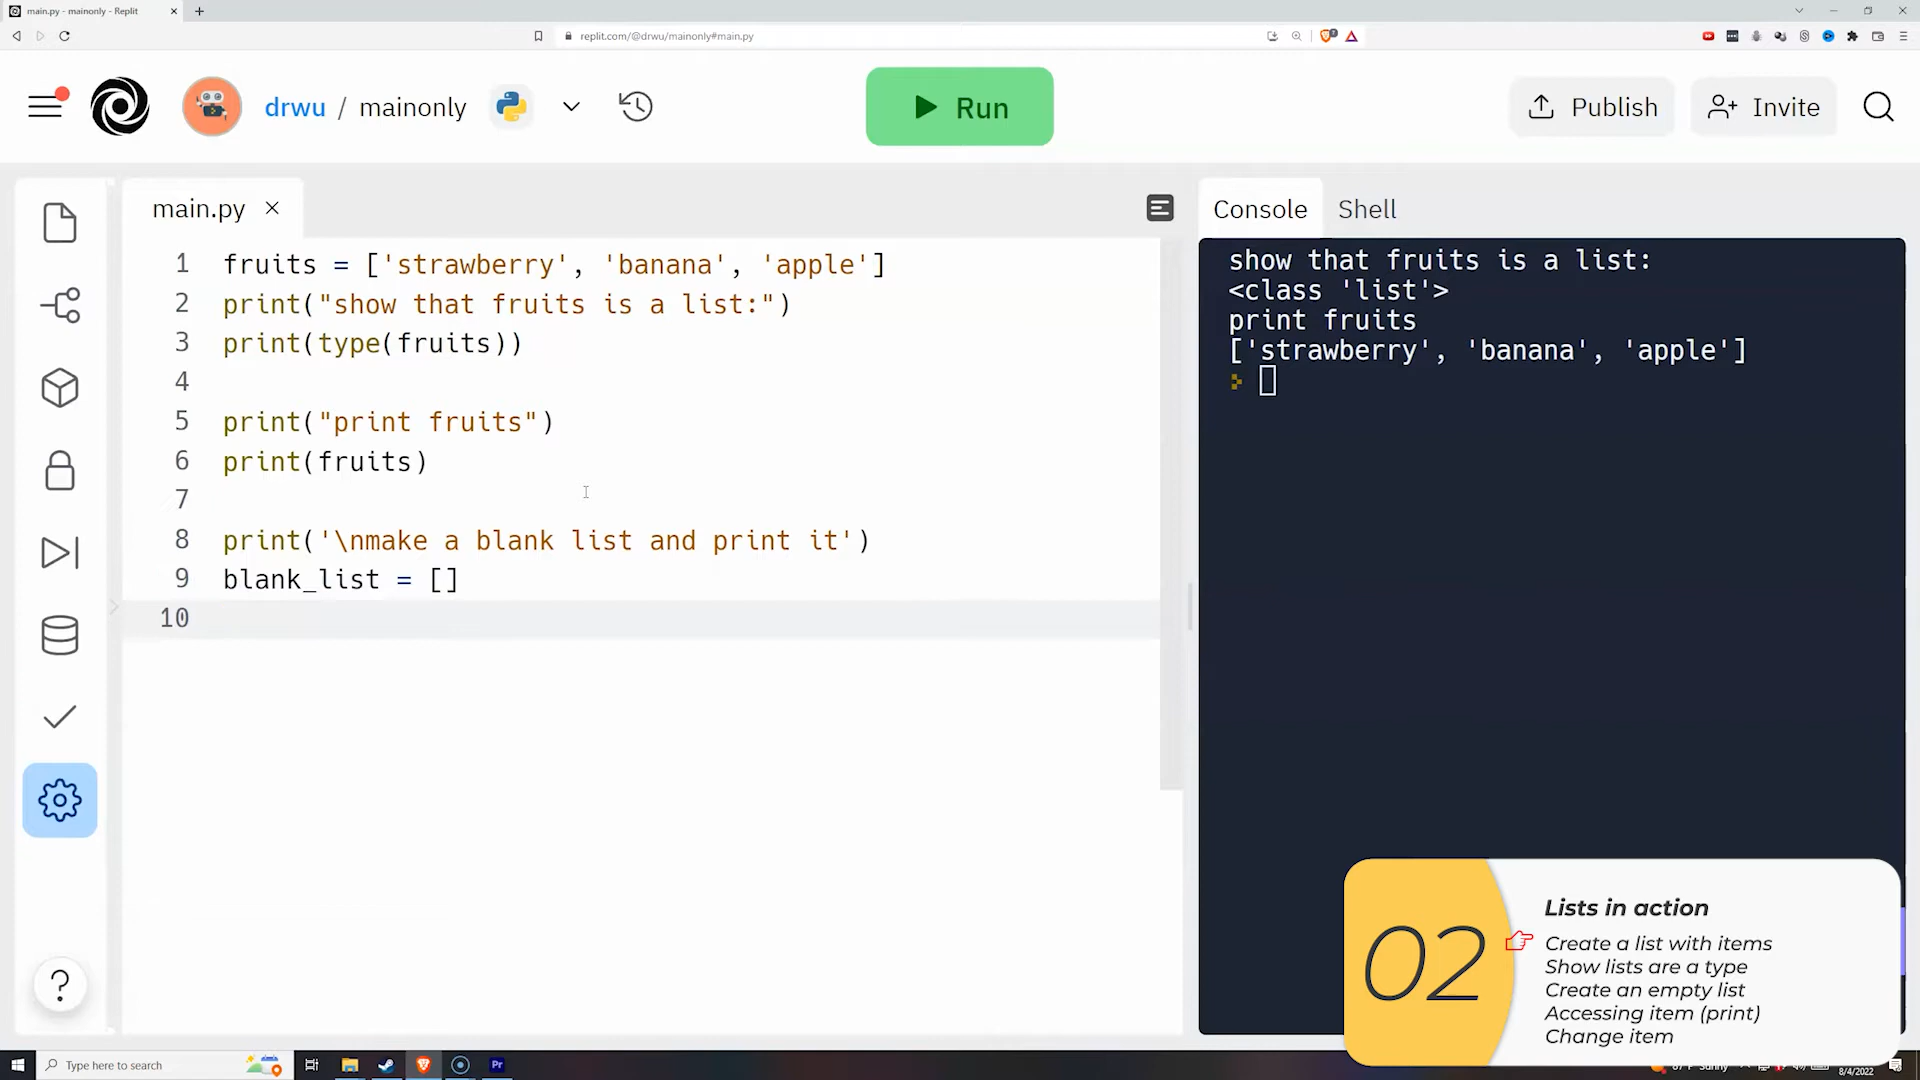 main.py - mainonly - Replit
replit.com/@drwu/mainonly#main.py
drwu / mainonly
Run
Publish
Invite
main.py
Console
Shell
1 fruits = ['strawberry', 'banana', 'apple']
2 print("show that fruits is a list:")
3 print(type(fruits))
4
5 print("print fruits")
6 print(fruits)
7
8 print('\nmake a blank list and print it')
9 blank_list = []
10
show that fruits is a list:
<class 'list'>
print fruits
['strawberry', 'banana', 'apple']
?
02
Lists in action
Create a list with items
Show lists are a type
Create an empty list
Accessing item (print)
Change item
Type here to search
Pr
Sunny
8/4/2022